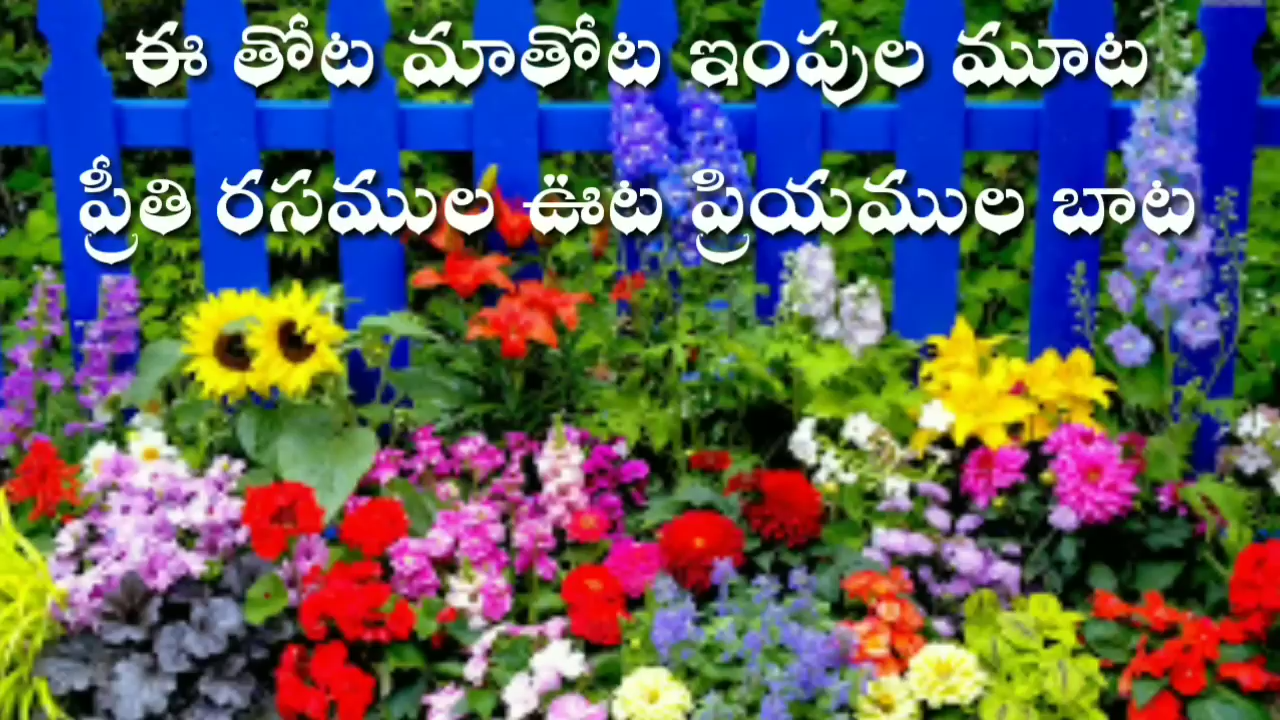 ఈ తోట మాతోట ఇంపుల మూట
ప్రీతి రసముల ఊట ప్రియముల బాట